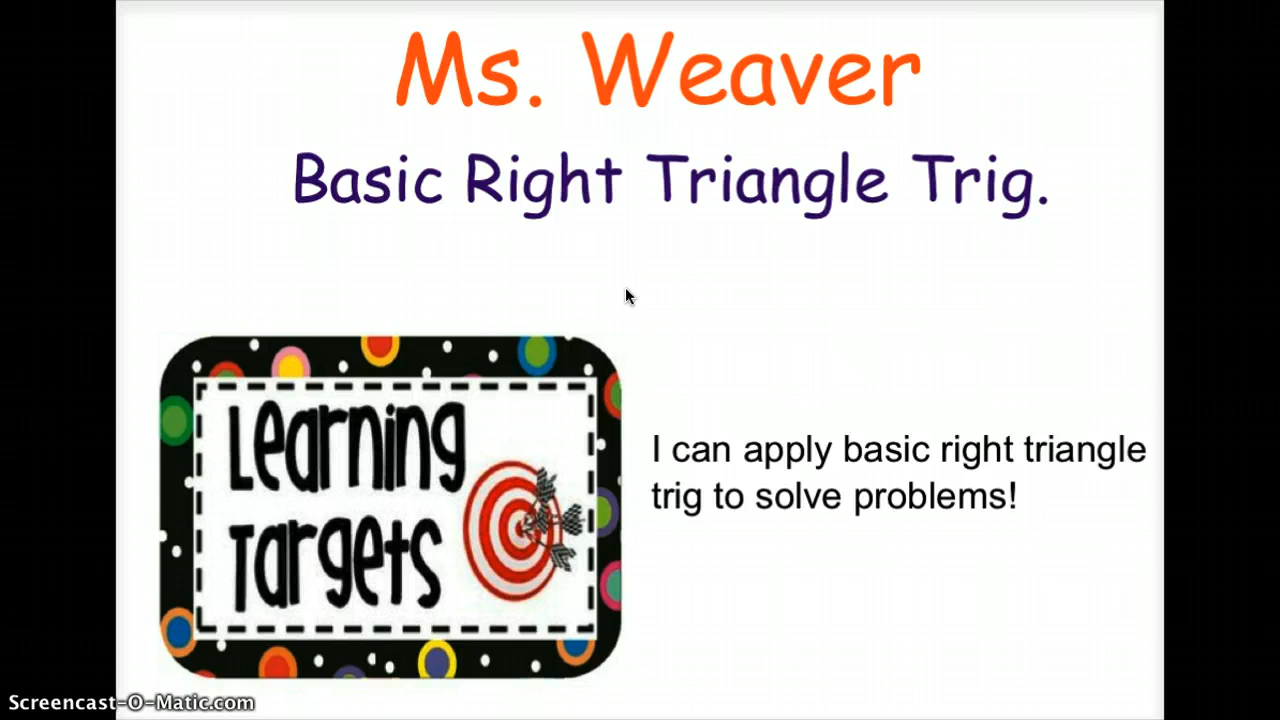 Ms. Weaver
Basic Right Triangle Trig.
Learning
Targets
I can apply basic right triangle
trig to solve problems!
Screencast-O-Matic.com